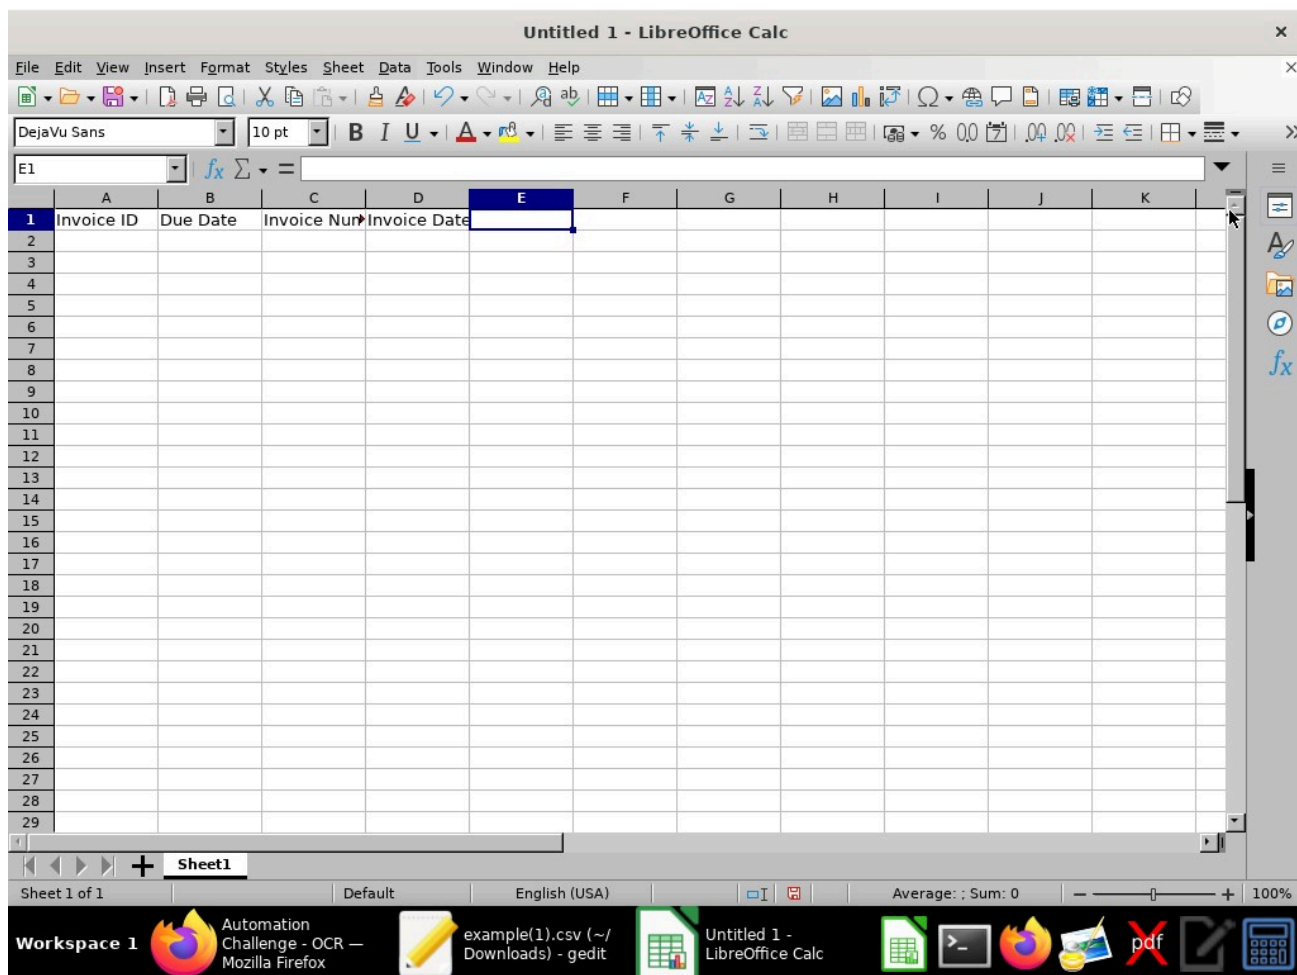 Untitled 1 - LibreOffice Calc
File Edit View Insert Format Styles Sheet Data Tools Window Help
DejaVu Sans 10 pt
E1
A B C D E F G H I J K
1 Invoice ID Due Date Invoice Num Invoice Date
2
3
4
5
6
7
8
9
10
11
12
13
14
15
16
17
18
19
20
21
22
23
24
25
26
27
28
29
Sheet1
Sheet 1 of 1 Default English (USA) Average: ; Sum: 0 100%
Workspace 1
Automation
Challenge - OCR —
Mozilla Firefox
example(1).csv (~/
Downloads) - gedit
Untitled 1 -
LibreOffice Calc
pdf